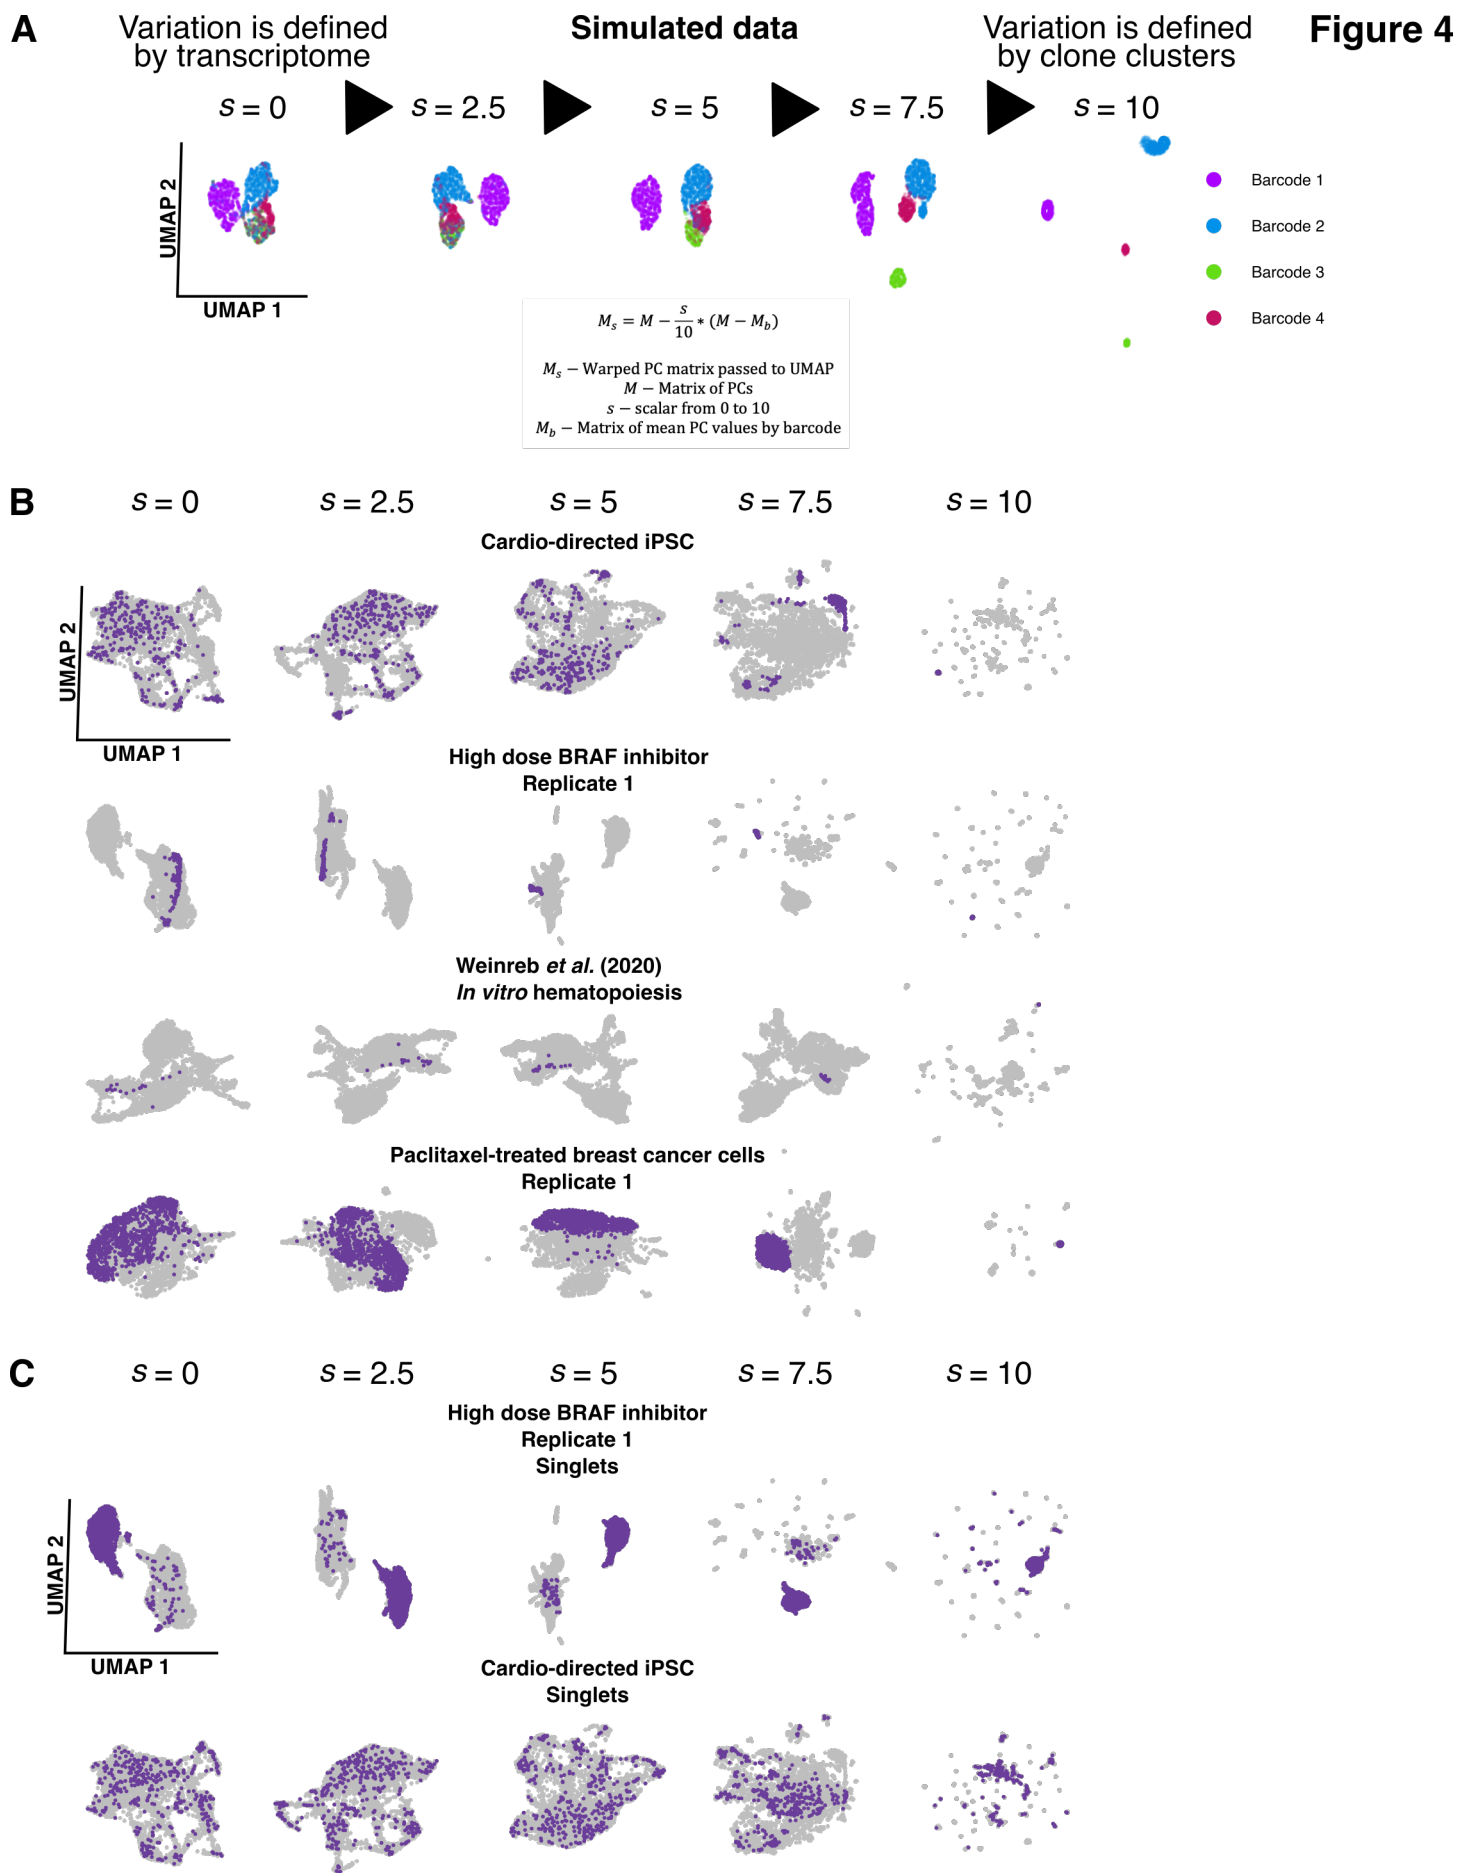 A
Variation is defined
by transcriptome
Simulated data
Variation is defined
by clone clusters
Figure 4
s = 0
s = 2.5
s = 5
s = 7.5
s = 10
UMAP 2
UMAP 1
Barcode 1
Barcode 2
Barcode 3
Barcode 4
M_s = M − s/10 * (M − M_b)
M_s − Warped PC matrix passed to UMAP
M − Matrix of PCs
s − scalar from 0 to 10
M_b − Matrix of mean PC values by barcode
B
s = 0
s = 2.5
s = 5
s = 7.5
s = 10
Cardio-directed iPSC
UMAP 2
UMAP 1
High dose BRAF inhibitor
Replicate 1
Weinreb et al. (2020)
In vitro hematopoiesis
Paclitaxel-treated breast cancer cells
Replicate 1
C
s = 0
s = 2.5
s = 5
s = 7.5
s = 10
High dose BRAF inhibitor
Replicate 1
Singlets
UMAP 2
UMAP 1
Cardio-directed iPSC
Singlets